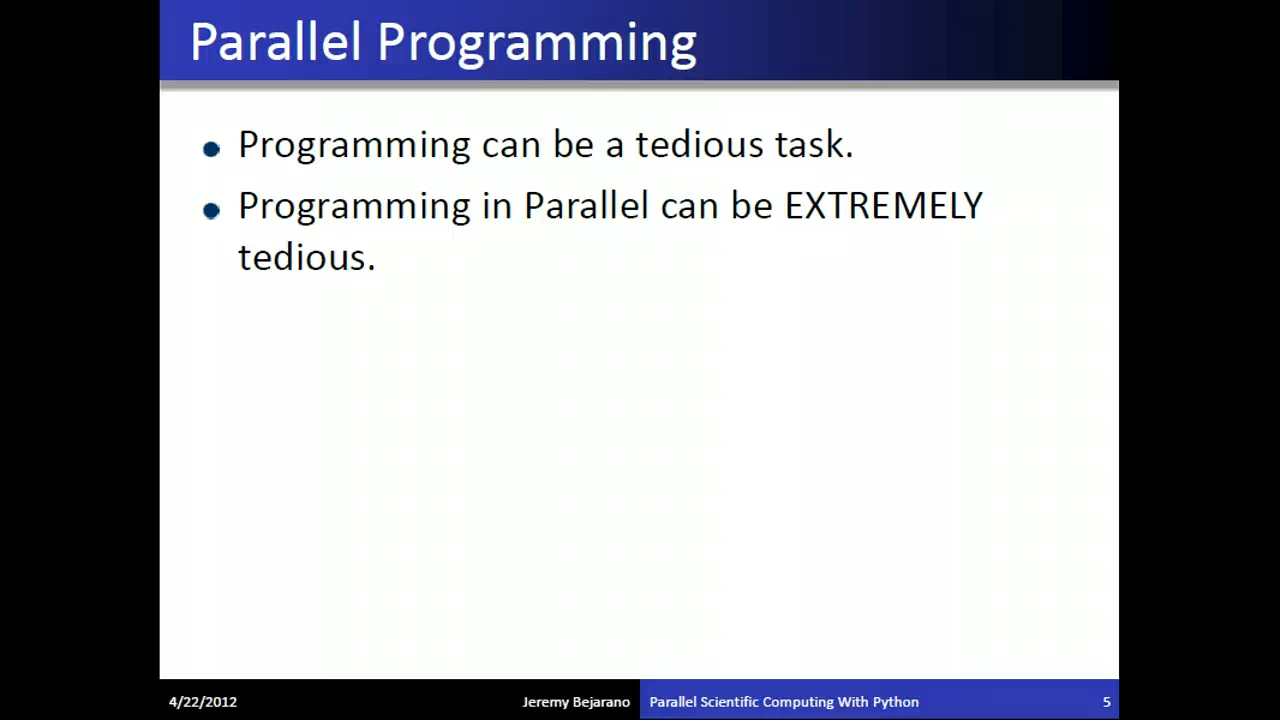 Parallel Programming
Programming can be a tedious task.
Programming in Parallel can be EXTREMELY
tedious.
4/22/2012
Jeremy Bejarano
Parallel Scientific Computing With Python
5